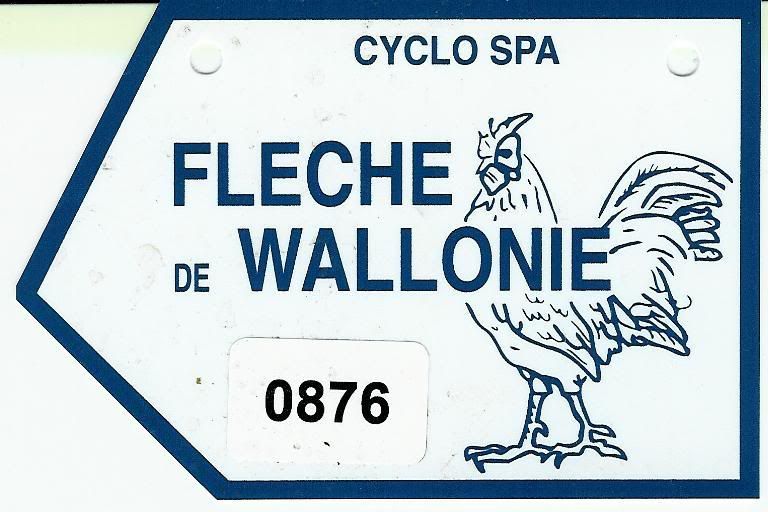 CYCLO SPA
FLECHE
DE WALLONIE
0876